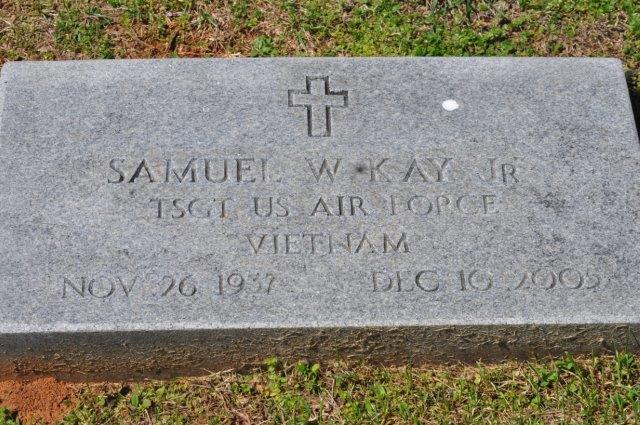 SAMUEL W KAY JR
TSGT US AIR FORCE
VIETNAM
NOV 26 1937 DEC 10 2005